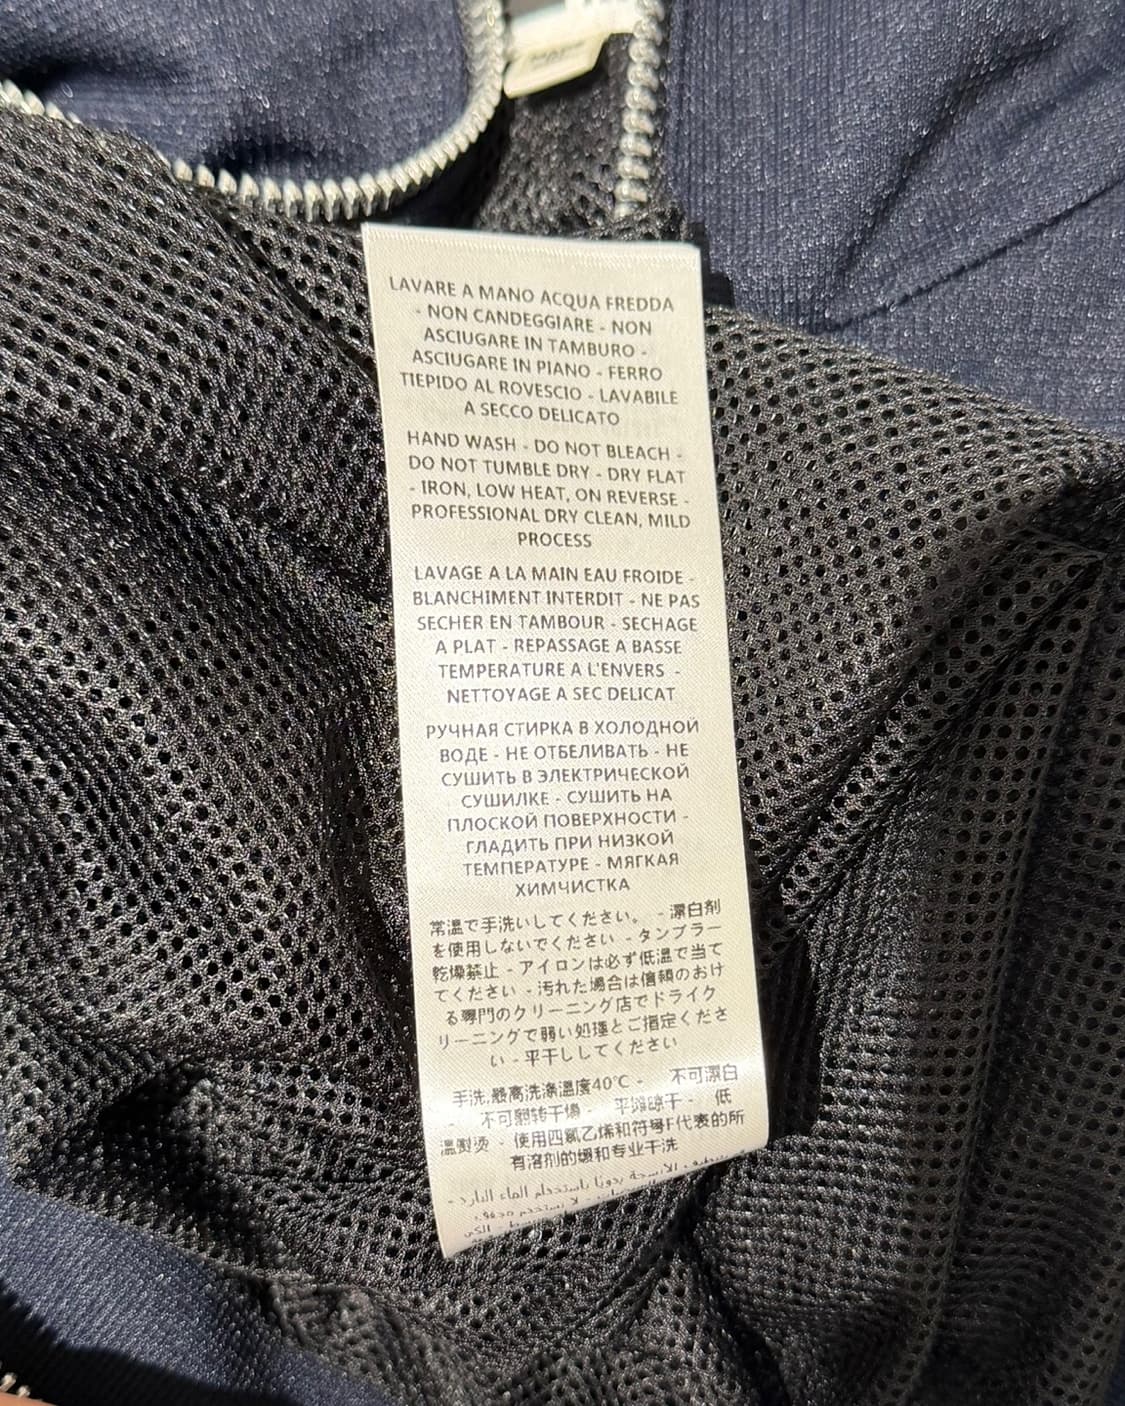 LAVARE A MANO ACQUA FREDDA
- NON CANDEGGIARE - NON
ASCIUGARE IN TAMBURO -
ASCIUGARE IN PIANO - FERRO
TIEPIDO AL ROVESCIO - LAVABILE
A SECCO DELICATO
HAND WASH - DO NOT BLEACH -
DO NOT TUMBLE DRY - DRY FLAT
- IRON, LOW HEAT, ON REVERSE -
PROFESSIONAL DRY CLEAN, MILD
PROCESS
LAVAGE A LA MAIN EAU FROIDE -
BLANCHIMENT INTERDIT - NE PAS
SECHER EN TAMBOUR - SECHAGE
A PLAT - REPASSAGE A BASSE
TEMPERATURE A L'ENVERS -
NETTOYAGE A SEC DELICAT
РУЧНАЯ СТИРКА В ХОЛОДНОЙ
ВОДЕ - НЕ ОТБЕЛИВАТЬ - НЕ
СУШИТЬ В ЭЛЕКТРИЧЕСКОЙ
СУШИЛКЕ - СУШИТЬ НА
ПЛОСКОЙ ПОВЕРХНОСТИ -
ГЛАДИТЬ ПРИ НИЗКОЙ
ТЕМПЕРАТУРЕ - МЯГКАЯ
ХИМЧИСТКА
常温で手洗いしてください。 - 漂白剤
を使用しないでください - タンブラー
乾燥禁止 - アイロンは必ず低温で当て
てください - 汚れた場合は信頼のおけ
る専門のクリーニング店でドライク
リーニングで弱い処理とご指定くださ
い - 平干ししてください
手洗,最高洗涤温度40℃ - 不可漂白
- 不可翻转干燥 - 平摊晾干 - 低
温熨烫 - 使用四氯乙烯和符号F代表的所
有溶剂的缓和专业干洗
باستخدام الماء البارد -